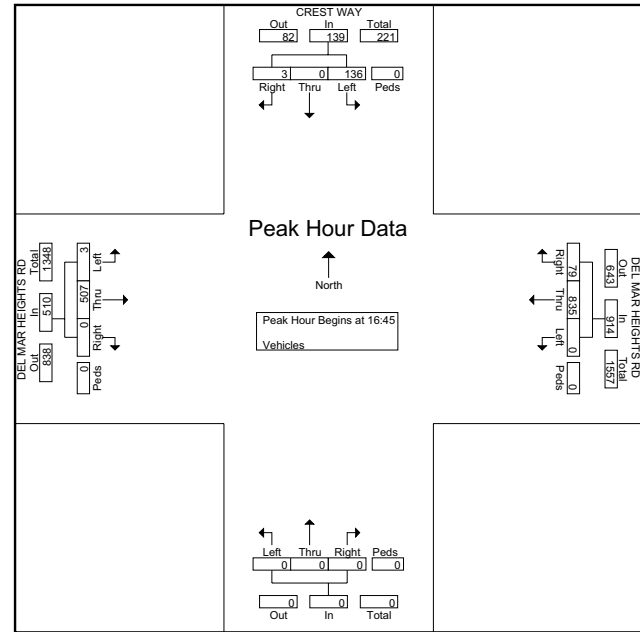 CREST WAY
Out In Total
82 139 221
3 0 136 0
Right Thru Left Peds
Peak Hour Data
North
Peak Hour Begins at 16:45
Vehicles
DEL MAR HEIGHTS RD
Total In Out
1348 510 838
3 507 0 0
Left Thru Right Peds
DEL MAR HEIGHTS RD
Out In Total
643 914 1557
79 835 0 0
Right Thru Left Peds
Left Thru Right Peds
0 0 0 0
0 0 0
Out In Total